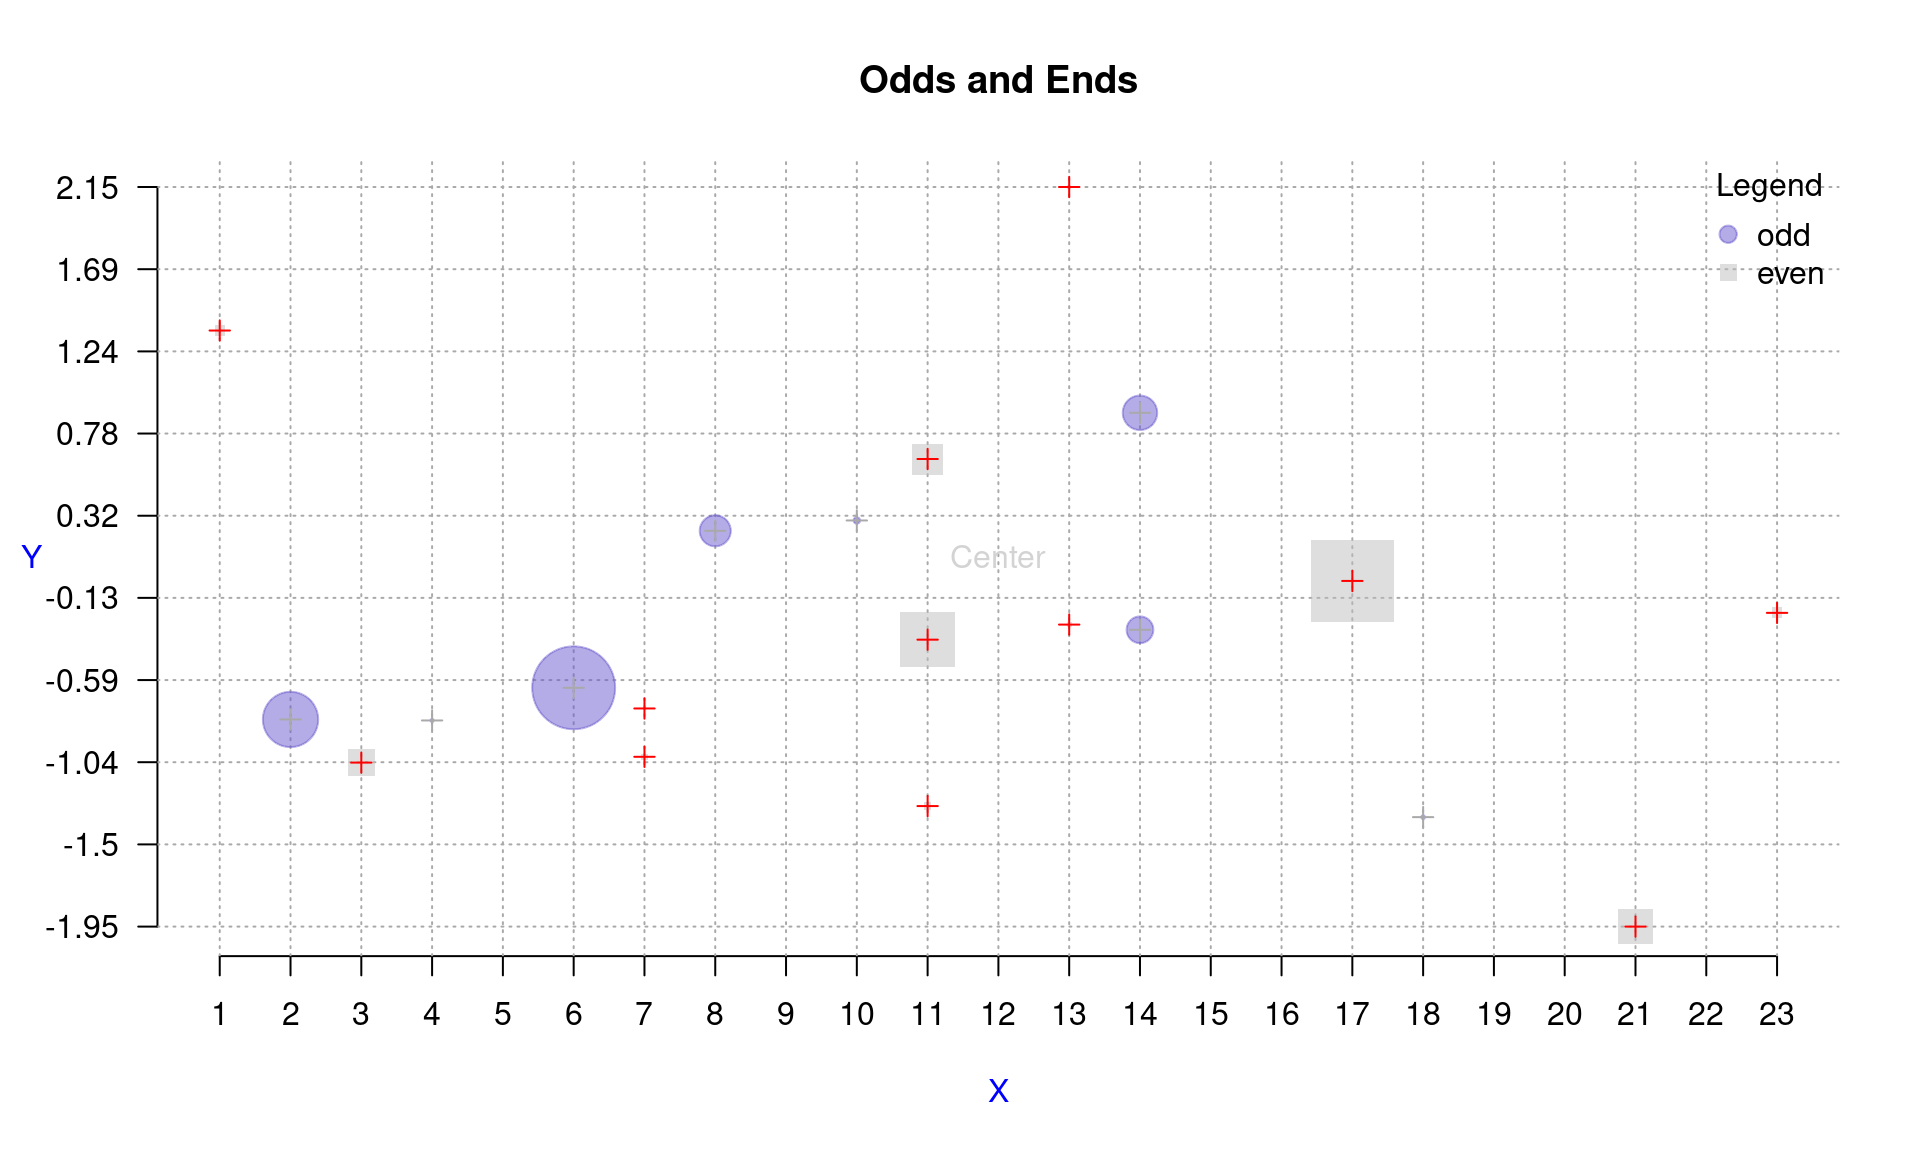 Odds and Ends
Legend
odd
even
2.15
1.69
1.24
0.78
0.32
-0.13
-0.59
-1.04
-1.5
-1.95
Y
Center
1 2 3 4 5 6 7 8 9 10 11 12 13 14 15 16 17 18 19 20 21 22 23
X